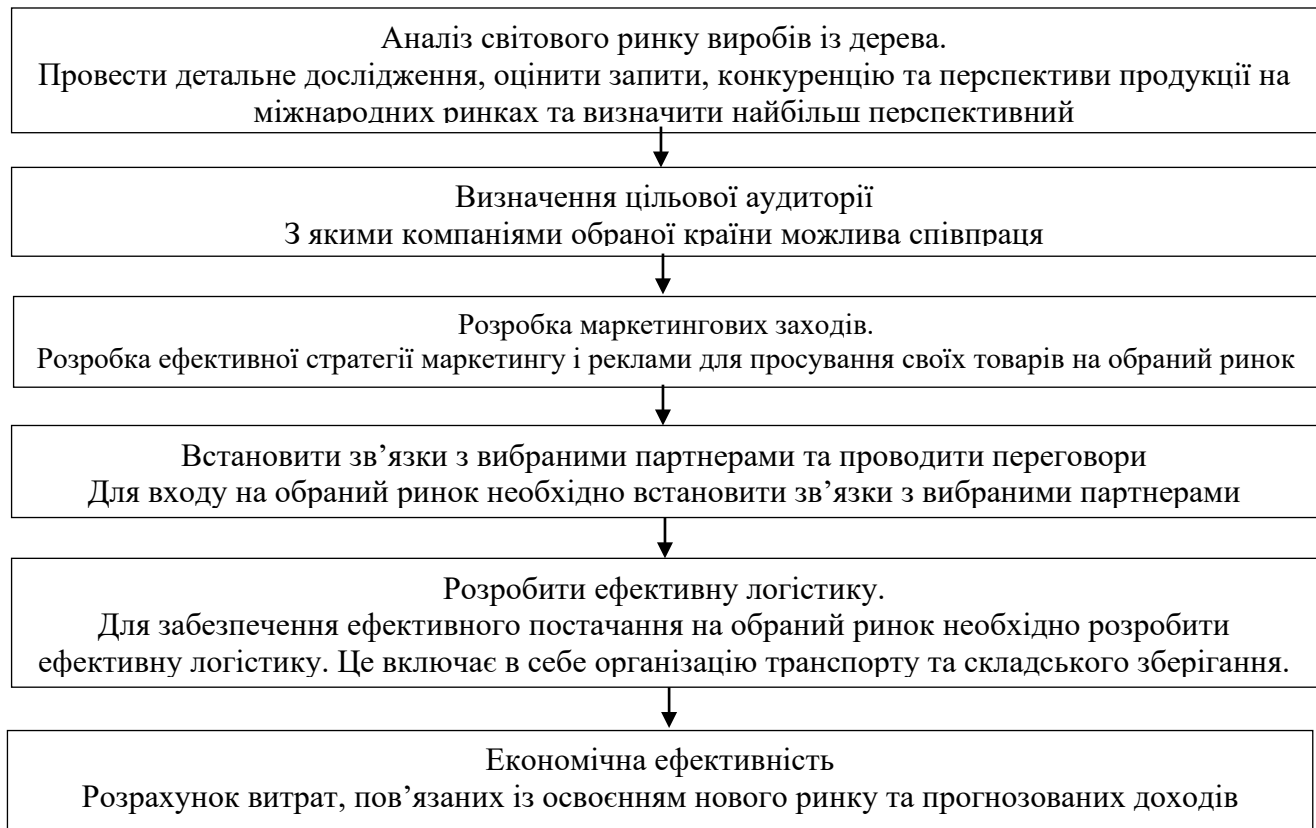 Аналіз світового ринку виробів із дерева.
Провести детальне дослідження, оцінити запити, конкуренцію та перспективи продукції на
міжнародних ринках та визначити найбільш перспективний
Визначення цільової аудиторії
З якими компаніями обраної країни можлива співпраця
Розробка маркетингових заходів.
Розробка ефективної стратегії маркетингу і реклами для просування своїх товарів на обраний ринок
Встановити зв’язки з вибраними партнерами та проводити переговори
Для входу на обраний ринок необхідно встановити зв’язки з вибраними партнерами
Розробити ефективну логістику.
Для забезпечення ефективного постачання на обраний ринок необхідно розробити
ефективну логістику. Це включає в себе організацію транспорту та складського зберігання.
Економічна ефективність
Розрахунок витрат, пов’язаних із освоєнням нового ринку та прогнозованих доходів